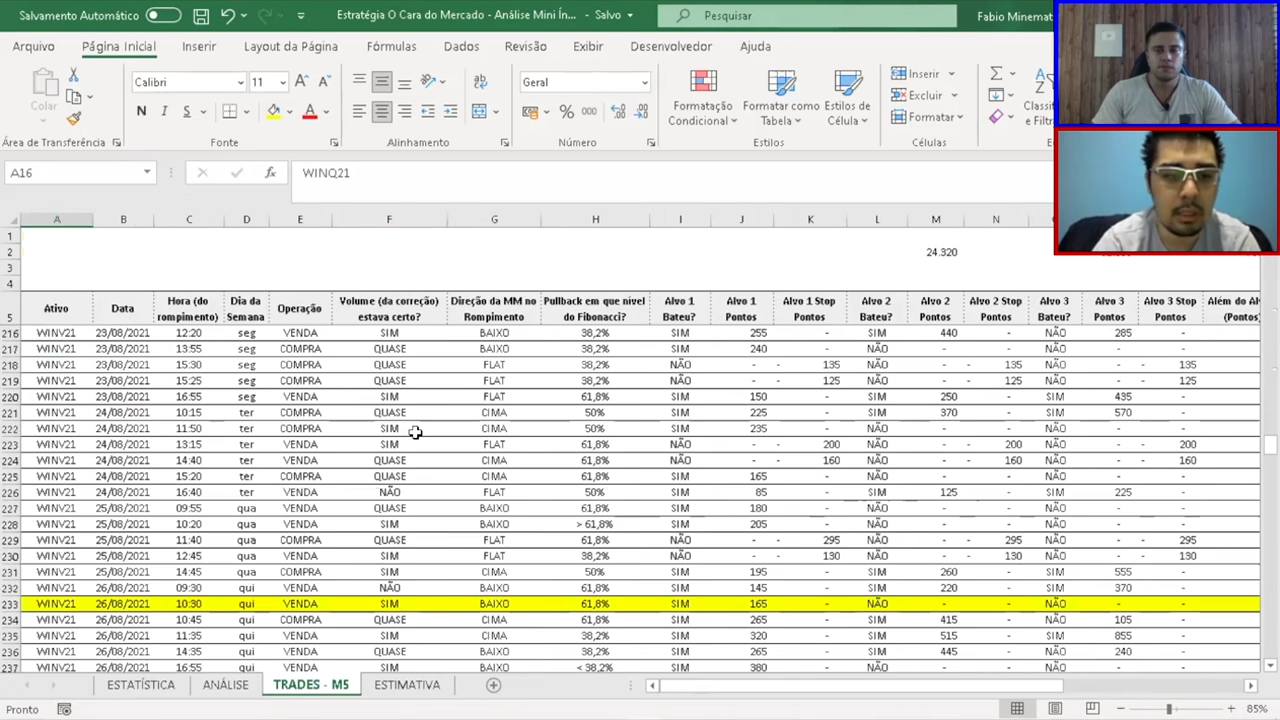 Salvamento Automático
Estratégia O Cara do Mercado - Análise Mini Ín... - Salvo
Pesquisar
Fabio Minemat
Arquivo Página Inicial Inserir Layout da Página Fórmulas Dados Revisão Exibir Desenvolvedor Ajuda
Colar
Calibri 11
N I S
Geral
Formatação Condicional
Formatar como Tabela
Estilos de Célula
Inserir
Excluir
Formatar
Classifi
e Filtra
Área de Transferência Fonte Alinhamento Número Estilos Células
A16 WINQ21
A B C D E F G H I J K L M N
1
2 24.320
3
4
5 Ativo Data Hora (do rompimento) Dia da Semana Operação Volume (da correção) estava certo? Direção da MM no Rompimento Pullback em que nível do Fibonacci? Alvo 1 Bateu? Alvo 1 Pontos Alvo 1 Stop Pontos Alvo 2 Bateu? Alvo 2 Pontos Alvo 2 Stop Pontos Alvo 3 Bateu? Alvo 3 Pontos Alvo 3 Stop Pontos Além do Al (Pontos)
216 WINV21 23/08/2021 12:20 seg VENDA SIM BAIXO 38,2% SIM 255 - SIM 440 - NÃO 285 -
217 WINV21 23/08/2021 13:55 seg COMPRA QUASE BAIXO 38,2% SIM 240 - NÃO - - NÃO - -
218 WINV21 23/08/2021 15:30 seg COMPRA QUASE FLAT 38,2% NÃO - - 135 NÃO - - 135 NÃO - - 135
219 WINV21 23/08/2021 15:25 seg COMPRA QUASE FLAT 38,2% NÃO - - 125 NÃO - - 125 NÃO - - 125
220 WINV21 23/08/2021 16:55 seg VENDA SIM FLAT 61,8% SIM 150 - SIM 250 - SIM 435 -
221 WINV21 24/08/2021 10:15 ter COMPRA QUASE CIMA 50% SIM 225 - SIM 370 - SIM 570 -
222 WINV21 24/08/2021 11:50 ter COMPRA SIM CIMA 50% SIM 235 - NÃO - - NÃO - -
223 WINV21 24/08/2021 13:15 ter VENDA SIM FLAT 61,8% NÃO - - 200 NÃO - - 200 NÃO - - 200
224 WINV21 24/08/2021 14:40 ter VENDA QUASE CIMA 61,8% NÃO - - 160 NÃO - - 160 NÃO - - 160
225 WINV21 24/08/2021 15:20 ter COMPRA QUASE CIMA 61,8% SIM 165 - NÃO - - NÃO - -
226 WINV21 24/08/2021 16:40 ter VENDA NÃO FLAT 50% SIM 85 - SIM 125 - SIM 225 -
227 WINV21 25/08/2021 09:55 qua VENDA QUASE BAIXO 61,8% SIM 180 - NÃO - - NÃO - -
228 WINV21 25/08/2021 10:20 qua VENDA SIM BAIXO > 61,8% SIM 205 - NÃO - - NÃO - -
229 WINV21 25/08/2021 11:40 qua COMPRA QUASE FLAT 61,8% NÃO - - 295 NÃO - - 295 NÃO - - 295
230 WINV21 25/08/2021 12:45 qua VENDA SIM FLAT 38,2% NÃO - - 130 NÃO - - 130 NÃO - - 130
231 WINV21 25/08/2021 14:45 qua COMPRA SIM CIMA 50% SIM 195 - SIM 260 - SIM 555 -
232 WINV21 26/08/2021 09:30 qui VENDA NÃO BAIXO 61,8% SIM 145 - SIM 220 - SIM 370 -
233 WINV21 26/08/2021 10:30 qui VENDA SIM BAIXO 61,8% SIM 165 - NÃO - - NÃO - -
234 WINV21 26/08/2021 10:45 qui COMPRA QUASE CIMA 61,8% SIM 265 - SIM 415 - NÃO 105 -
235 WINV21 26/08/2021 11:35 qui COMPRA SIM CIMA 38,2% SIM 320 - SIM 515 - SIM 855 -
236 WINV21 26/08/2021 14:35 qui VENDA QUASE BAIXO 38,2% SIM 265 - SIM 445 - NÃO 240 -
237 WINV21 26/08/2021 16:55 qui VENDA SIM BAIXO < 38,2% SIM 380 - NÃO - - NÃO - -
ESTATÍSTICA ANÁLISE TRADES - M5 ESTIMATIVA
Pronto 85%